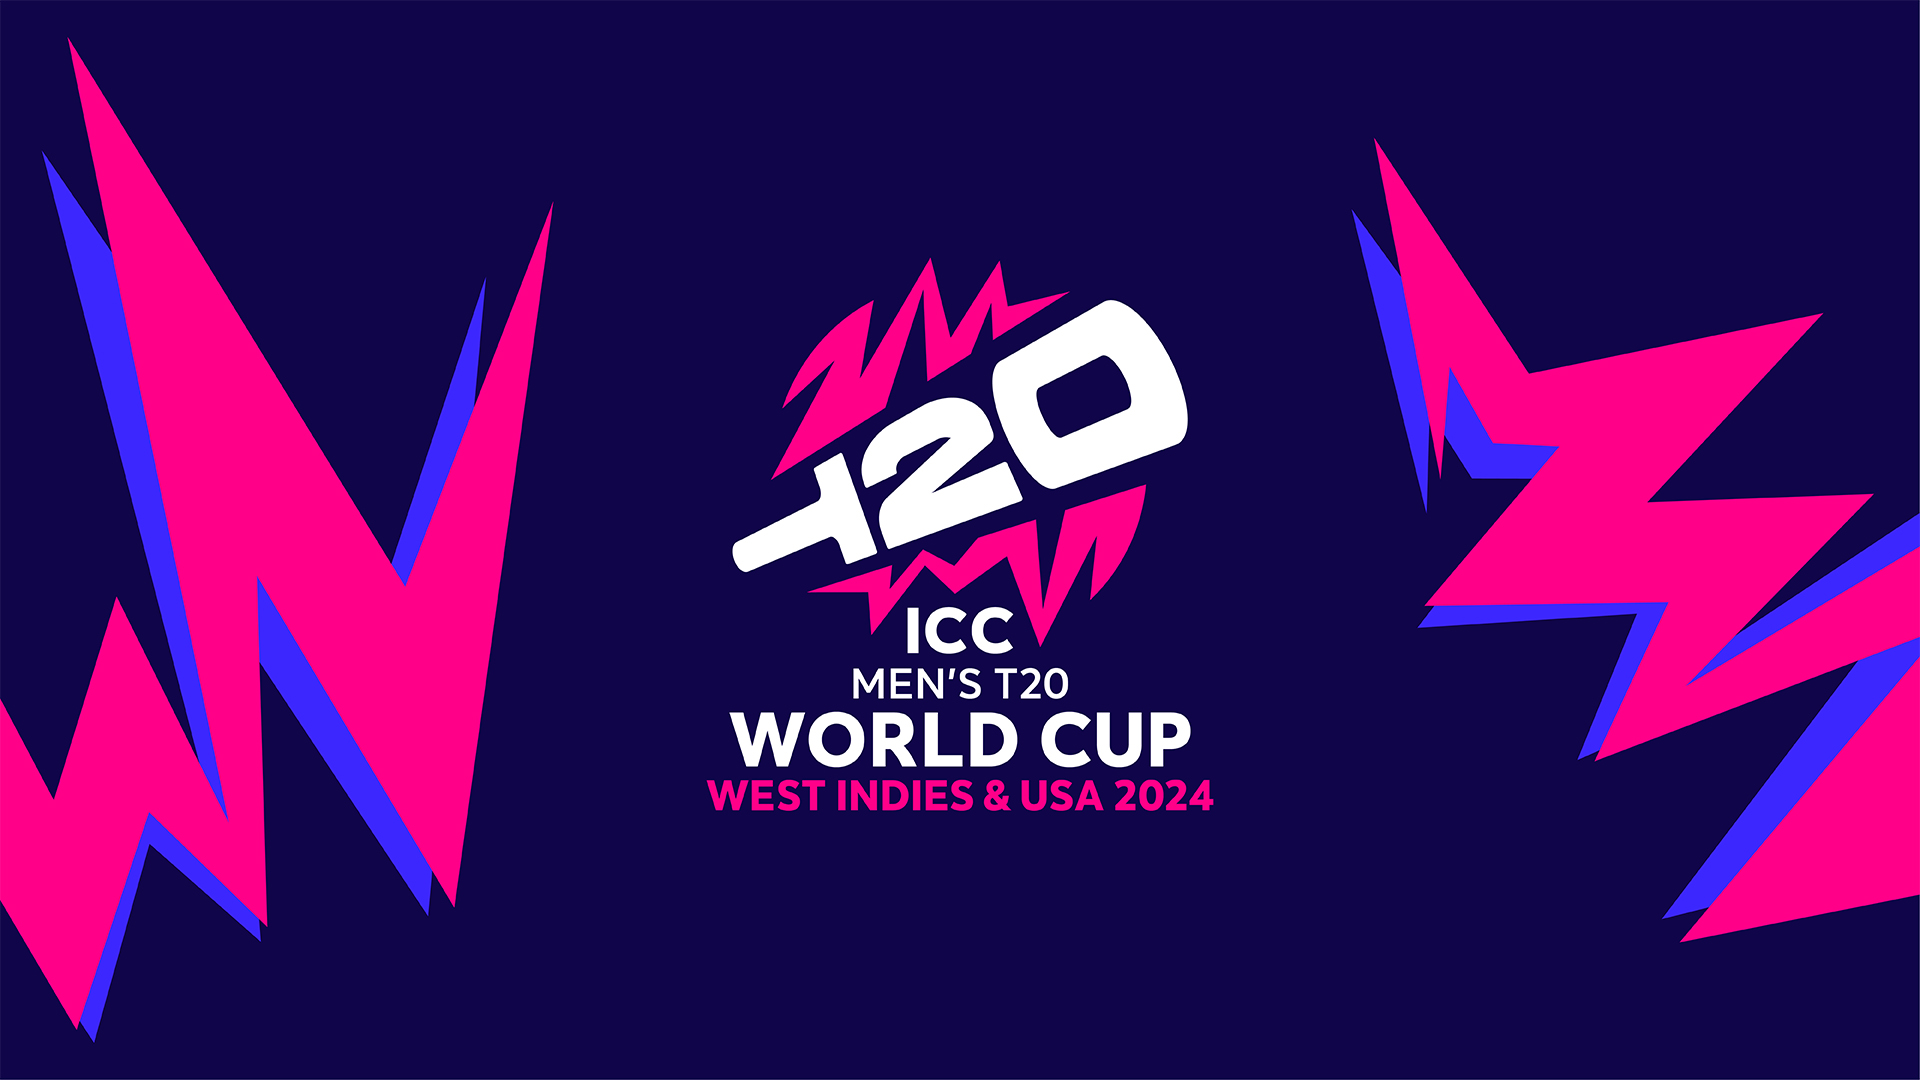 T20
ICC
MEN'S T20
WORLD CUP
WEST INDIES & USA 2024